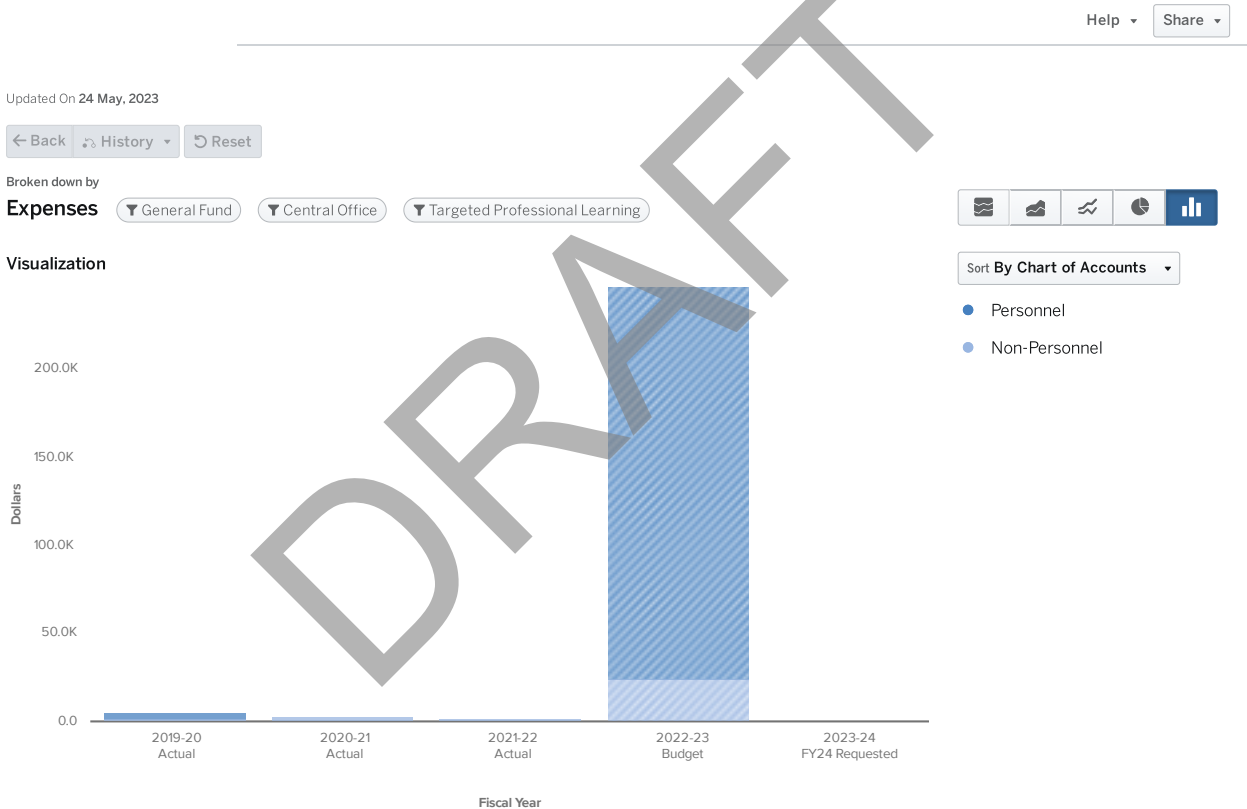 Help
Share
Updated On 24 May, 2023
Back
History
Reset
Broken down by
Expenses
General Fund
Central Office
Targeted Professional Learning
Visualization
Sort By Chart of Accounts
Personnel
Non-Personnel
200.0K
150.0K
100.0K
50.0K
0.0
Dollars
2019-20
Actual
2020-21
Actual
2021-22
Actual
2022-23
Budget
2023-24
FY24 Requested
Fiscal Year
DRAFT